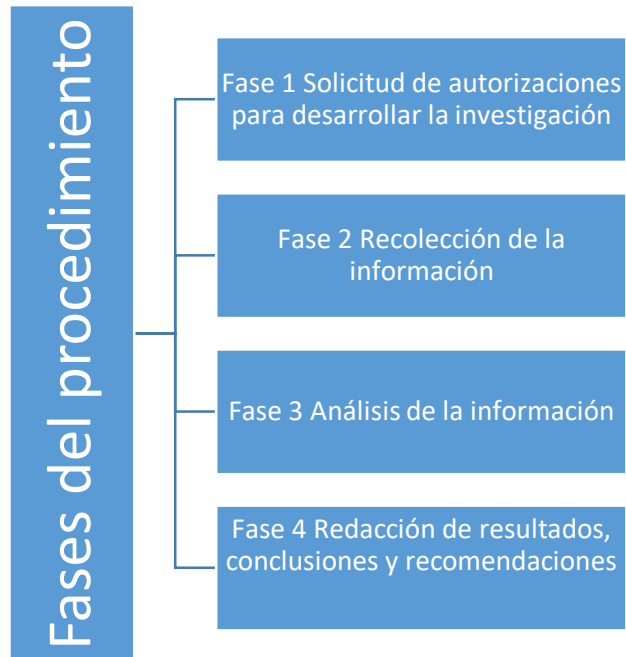 Fases del procedimiento
Fase 1 Solicitud de autorizaciones
para desarrollar la investigación
Fase 2 Recolección de la
información
Fase 3 Análisis de la información
Fase 4 Redacción de resultados,
conclusiones y recomendaciones